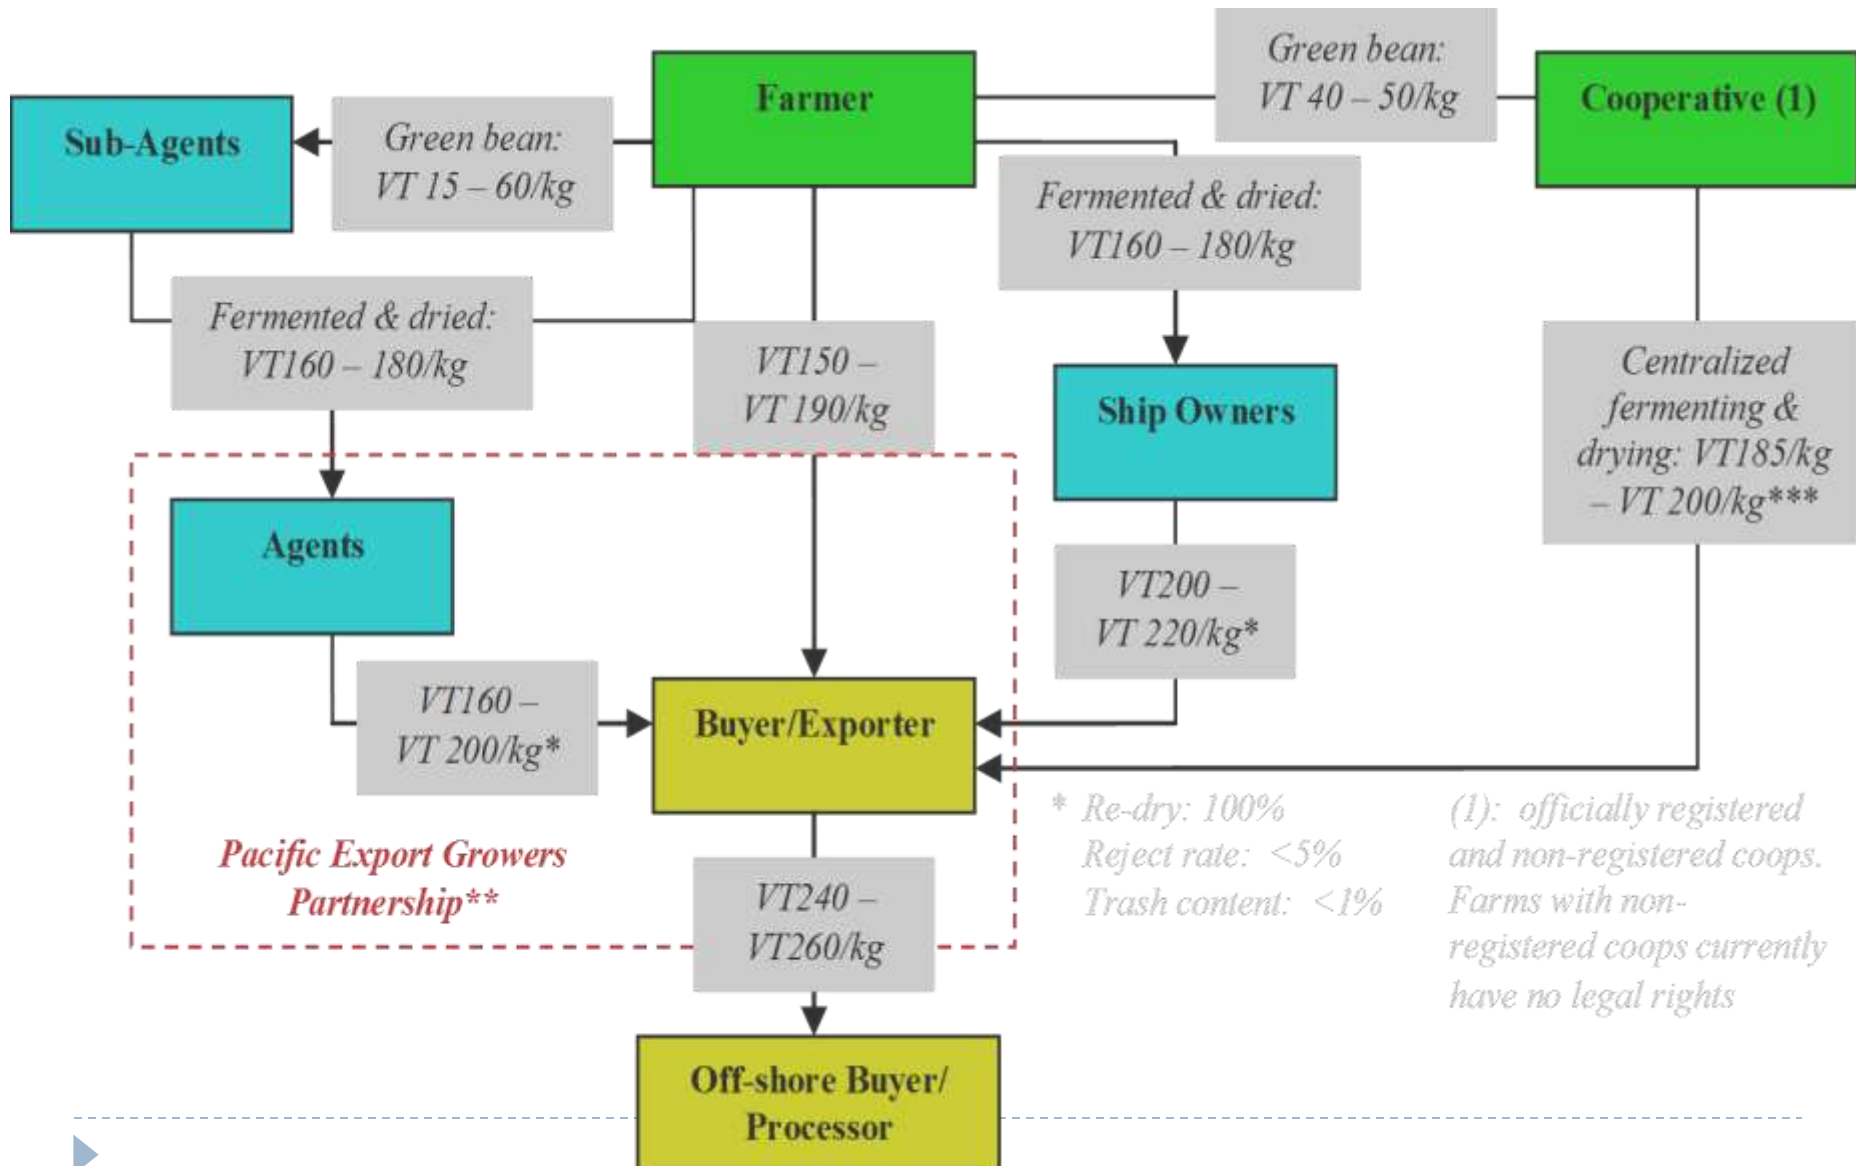 Green bean:
VT 40 – 50/kg
Farmer
Cooperative (1)
Sub-Agents
Green bean:
VT 15 – 60/kg
Fermented & dried:
VT160 – 180/kg
Fermented & dried:
VT160 – 180/kg
VT150 –
VT 190/kg
Ship Owners
Centralized
fermenting &
drying: VT185/kg
– VT 200/kg***
Agents
VT200 –
VT 220/kg*
VT160 –
VT 200/kg*
Buyer/Exporter
Pacific Export Growers
Partnership**
VT240 –
VT260/kg
* Re-dry: 100%
Reject rate: <5%
Trash content: <1%
(1): officially registered
and non-registered coops.
Farms with non-
registered coops currently
have no legal rights
Off-shore Buyer/
Processor